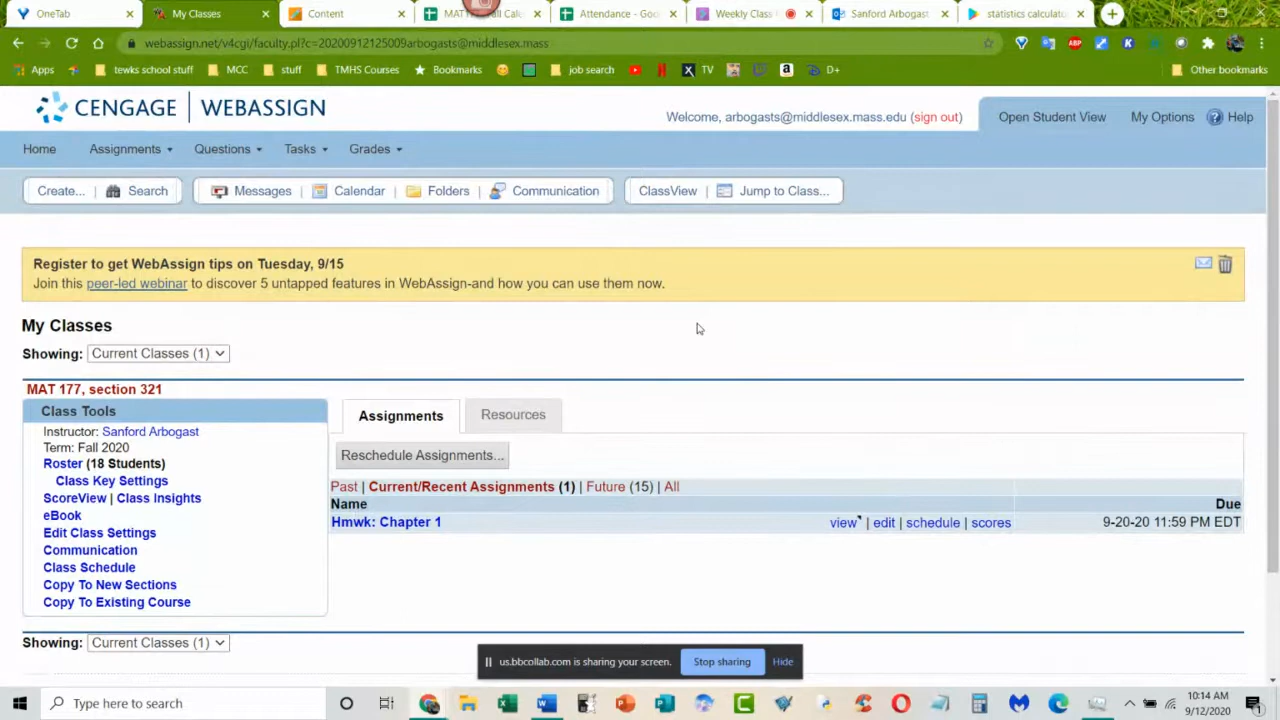 OneTab
My Classes
Content
Attendance - Goo
Weekly Class
Sanford Arbogast
statistics calculato
webassign.net/v4cgi/faculty.pl?c=20200912125009arbogasts@middlesex.mass
Apps
tewks school stuff
MCC
stuff
TMHS Courses
Bookmarks
job search
TV
D+
Other bookmarks
CENGAGE WEBASSIGN
Welcome, arbogasts@middlesex.mass.edu (sign out)
Open Student View
My Options
Help
Home
Assignments
Questions
Tasks
Grades
Create... | Search
Messages | Calendar | Folders | Communication
ClassView | Jump to Class...
Register to get WebAssign tips on Tuesday, 9/15
Join this peer-led webinar to discover 5 untapped features in WebAssign-and how you can use them now.
My Classes
Showing: Current Classes (1)
MAT 177, section 321
Class Tools
Instructor: Sanford Arbogast
Term: Fall 2020
Roster (18 Students)
Class Key Settings
ScoreView | Class Insights
eBook
Edit Class Settings
Communication
Class Schedule
Copy To New Sections
Copy To Existing Course
Assignments
Resources
Reschedule Assignments...
Past | Current/Recent Assignments (1) | Future (15) | All
Name
Due
Hmwk: Chapter 1
view | edit | schedule | scores
9-20-20 11:59 PM EDT
Showing: Current Classes (1)
us.bbcollab.com is sharing your screen.
Stop sharing
Hide
Type here to search
10:14 AM
9/12/2020